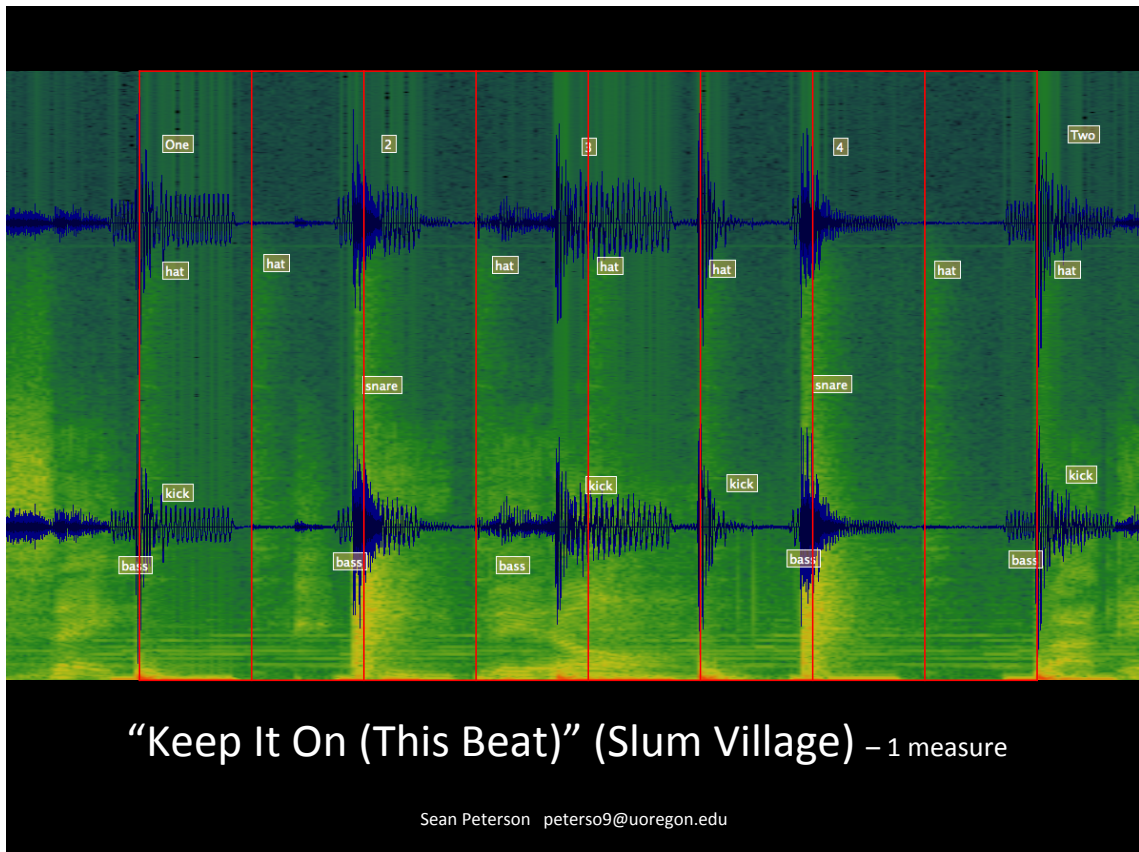 One 2 3 4 Two
hat hat hat hat hat hat hat
snare snare
kick kick kick kick
bass bass bass bass bass
“Keep It On (This Beat)” (Slum Village) – 1 measure
Sean Peterson peterso9@uoregon.edu